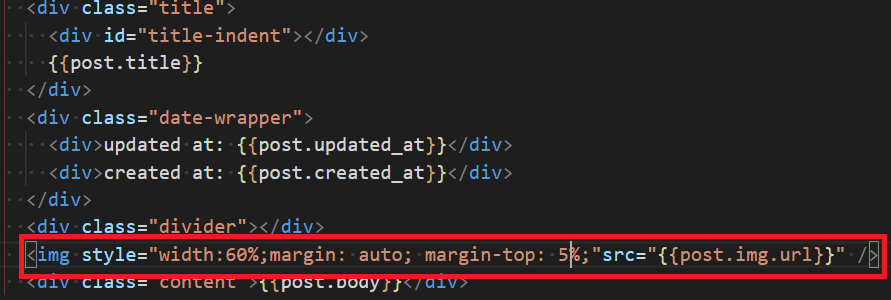 <div class="title">
<div id="title-indent"></div>
{{post.title}}
</div>
<div class="date-wrapper">
<div>updated at: {{post.updated_at}}</div>
<div>created at: {{post.created_at}}</div>
</div>
<div class="divider"></div>
<img style="width:60%;margin: auto; margin-top: 5%;"src="{{post.img.url}}" />
<div class="content">{{post.body}}</div>